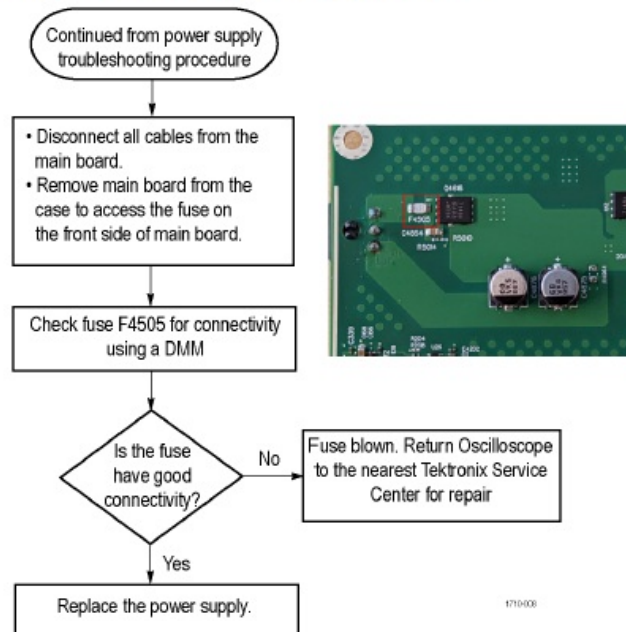 Continued from power supply
troubleshooting procedure
• Disconnect all cables from the
main board.
• Remove main board from the
case to access the fuse on
the front side of main board.
Check fuse F4505 for connectivity
using a DMM
Is the fuse
have good
connectivity?
No
Fuse blown. Return Oscilloscope
to the nearest Tektronix Service
Center for repair
Yes
Replace the power supply.
F4505
R5014
R5010
1710-008